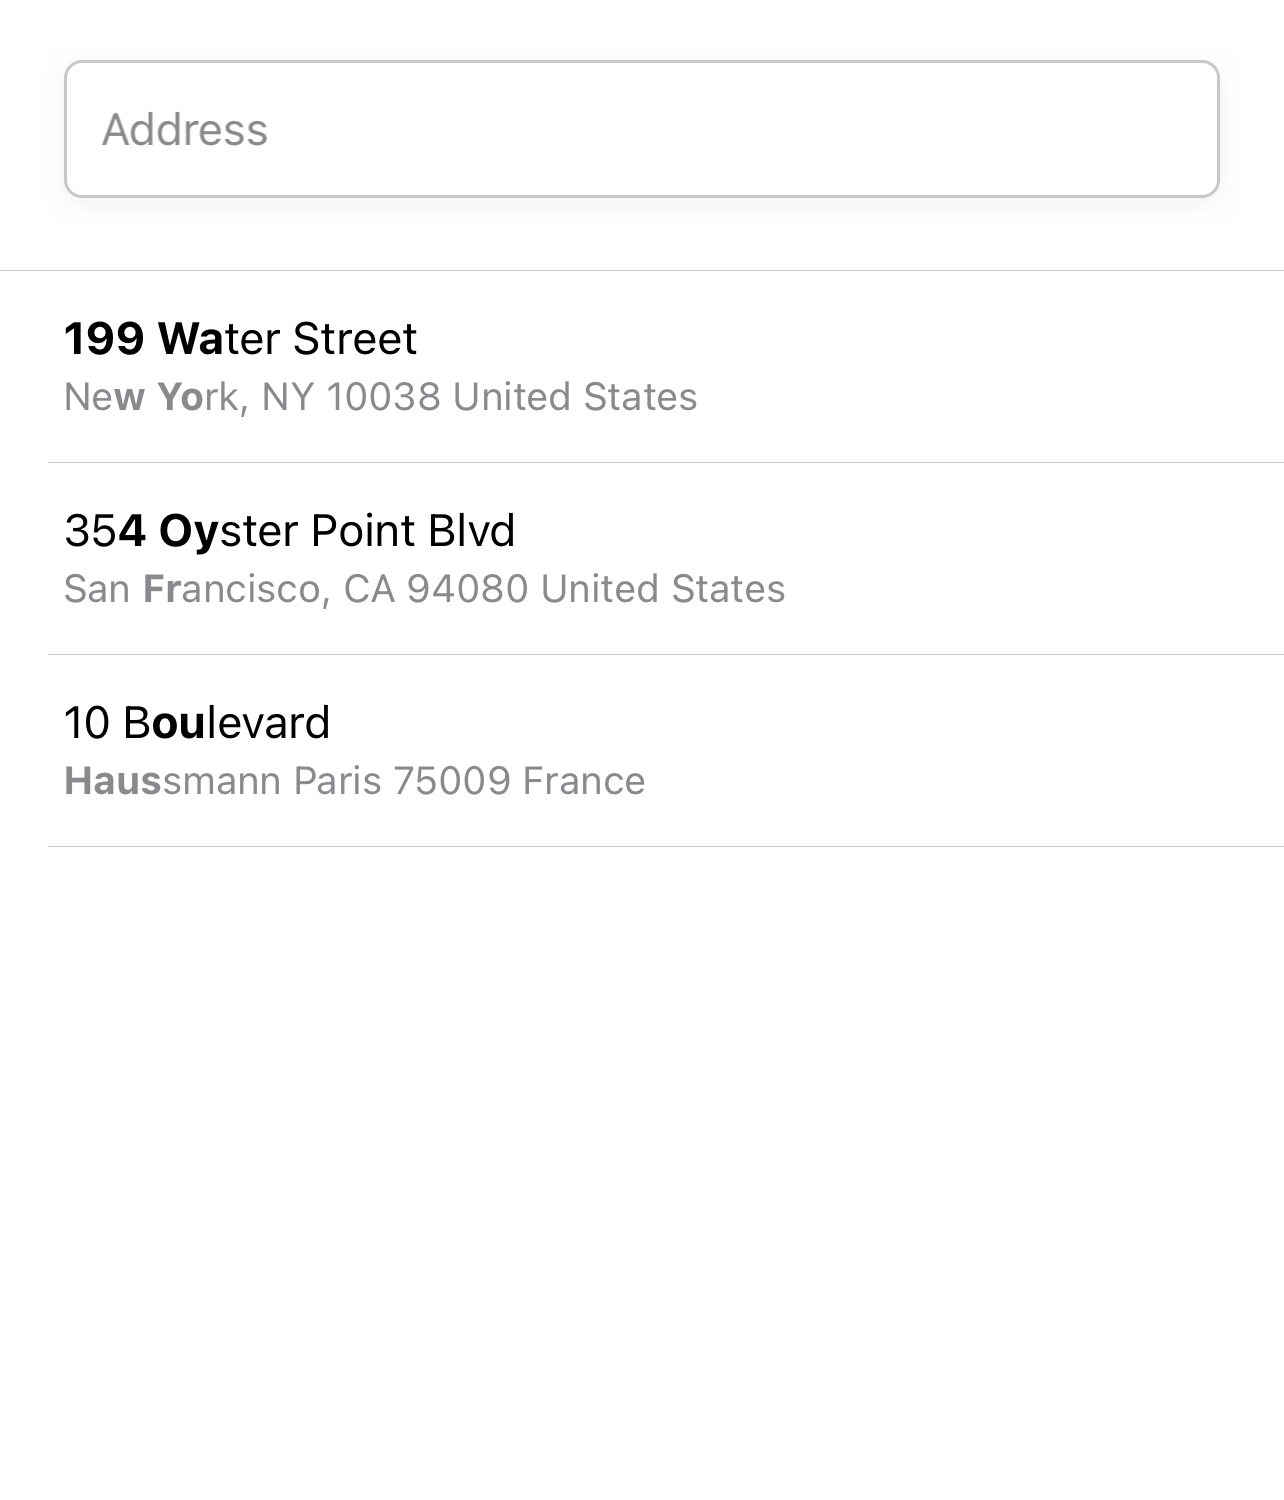 Address
199 Water Street
New York, NY 10038 United States
354 Oyster Point Blvd
San Francisco, CA 94080 United States
10 Boulevard
Haussmann Paris 75009 France